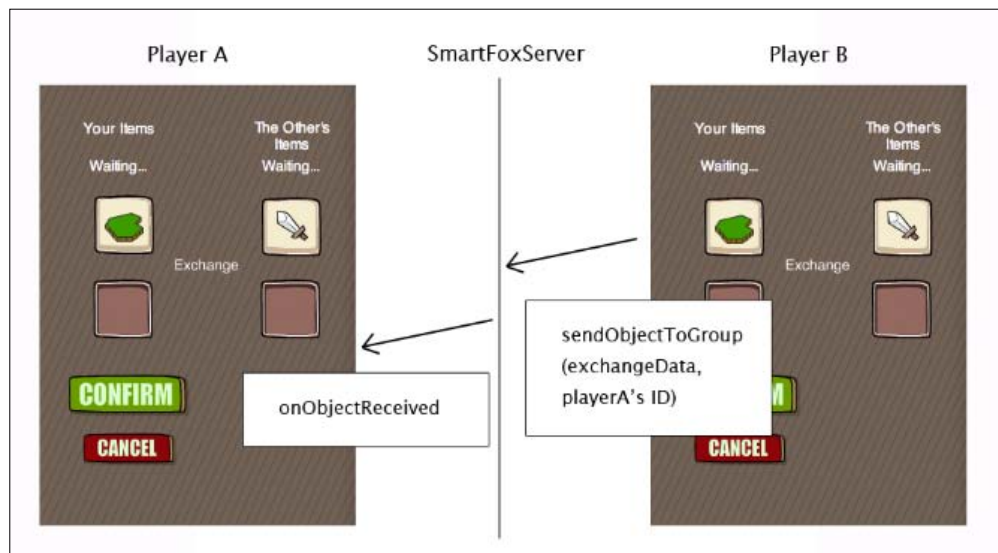 Player A
SmartFoxServer
Player B
Your Items
The Other's
Items
Waiting...
Waiting...
Exchange
CONFIRM
CANCEL
onObjectReceived
sendObjectToGroup
(exchangeData,
playerA's ID)
Your Items
The Other's
Items
Waiting...
Waiting...
Exchange
M
CANCEL